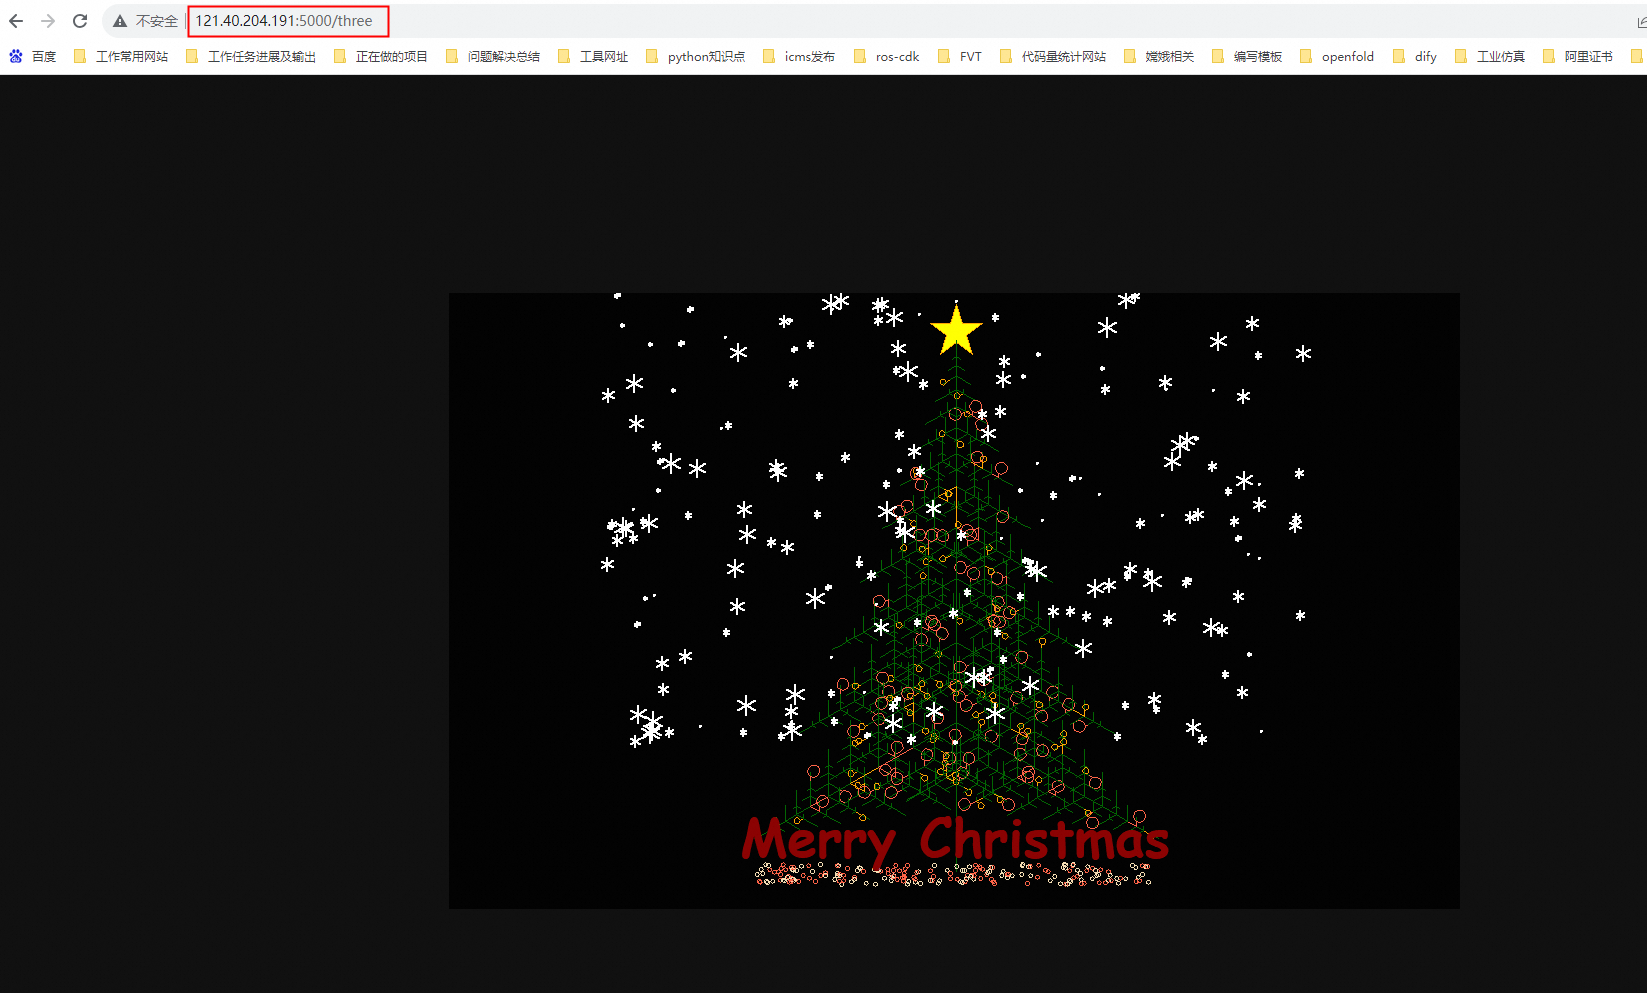 不安全 121.40.204.191:5000/three
百度 工作常用网站 工作任务进展及输出 正在做的项目 问题解决总结 工具网址 python知识点 icms发布 ros-cdk FVT 代码量统计网站 嫦娥相关 编写模板 openfold dify 工业仿真 阿里证书
Merry Christmas